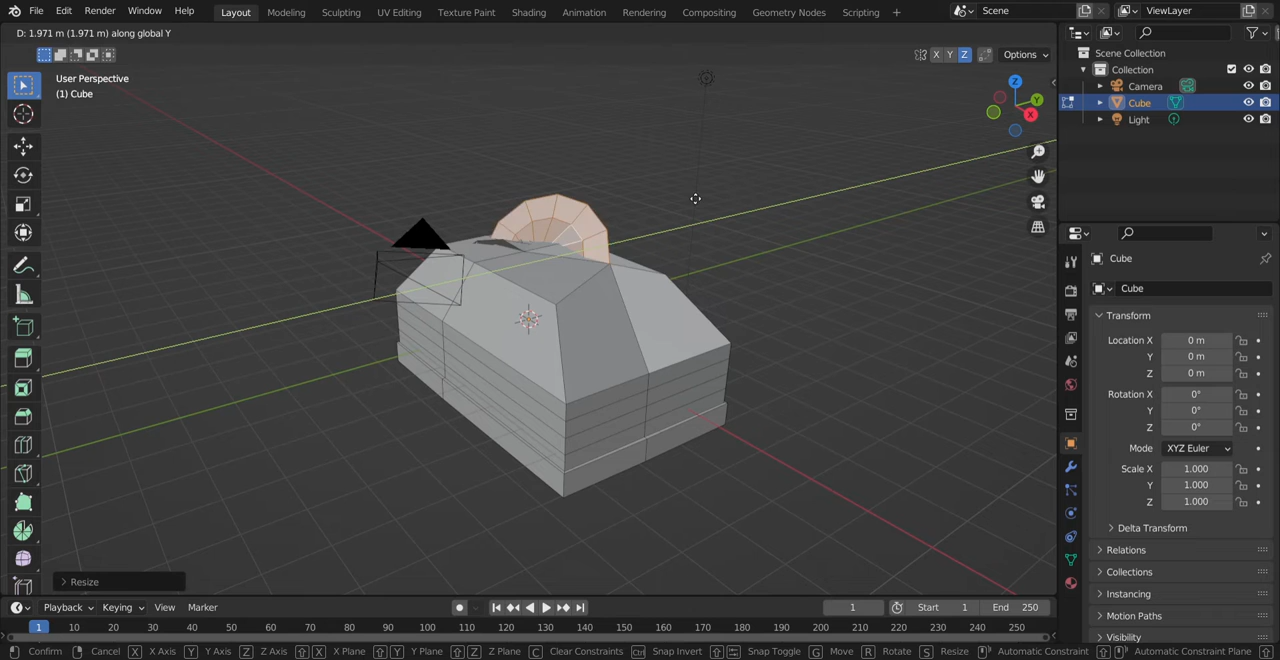 File Edit Render Window Help Layout Modeling Sculpting UV Editing Texture Paint Shading Animation Rendering Compositing Geometry Nodes Scripting + Scene ViewLayer
D: 1.971 m (1.971 m) along global Y
X Y Z Options
User Perspective
(1) Cube
Z
Y
X
Scene Collection
Collection
Camera
Cube
Light
Cube
Cube
Transform
Location X 0 m
Y 0 m
Z 0 m
Rotation X 0°
Y 0°
Z 0°
Mode XYZ Euler
Scale X 1.000
Y 1.000
Z 1.000
Delta Transform
Relations
Collections
Instancing
Motion Paths
Visibility
Resize
Playback Keying View Marker 1 Start 1 End 250
1 10 20 30 40 50 60 70 80 90 100 110 120 130 140 150 160 170 180 190 200 210 220 230 240 250
Confirm Cancel X X Axis Y Y Axis Z Z Axis X X Plane Y Y Plane Z Z Plane C Clear Constraints Ctrl Snap Invert Snap Toggle G Move R Rotate S Resize Automatic Constraint Automatic Constraint Plane